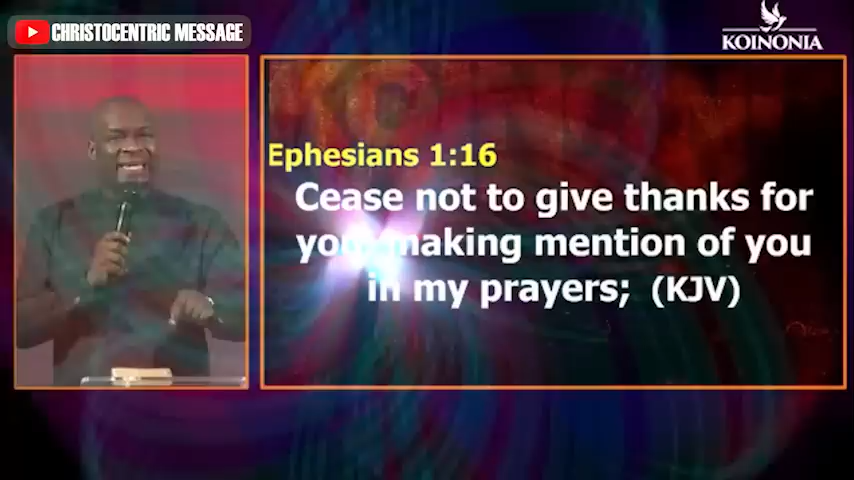 CHRISTOCENTRIC MESSAGE
KOINONIA
Ephesians 1:16
Cease not to give thanks for
you, making mention of you
in my prayers; (KJV)